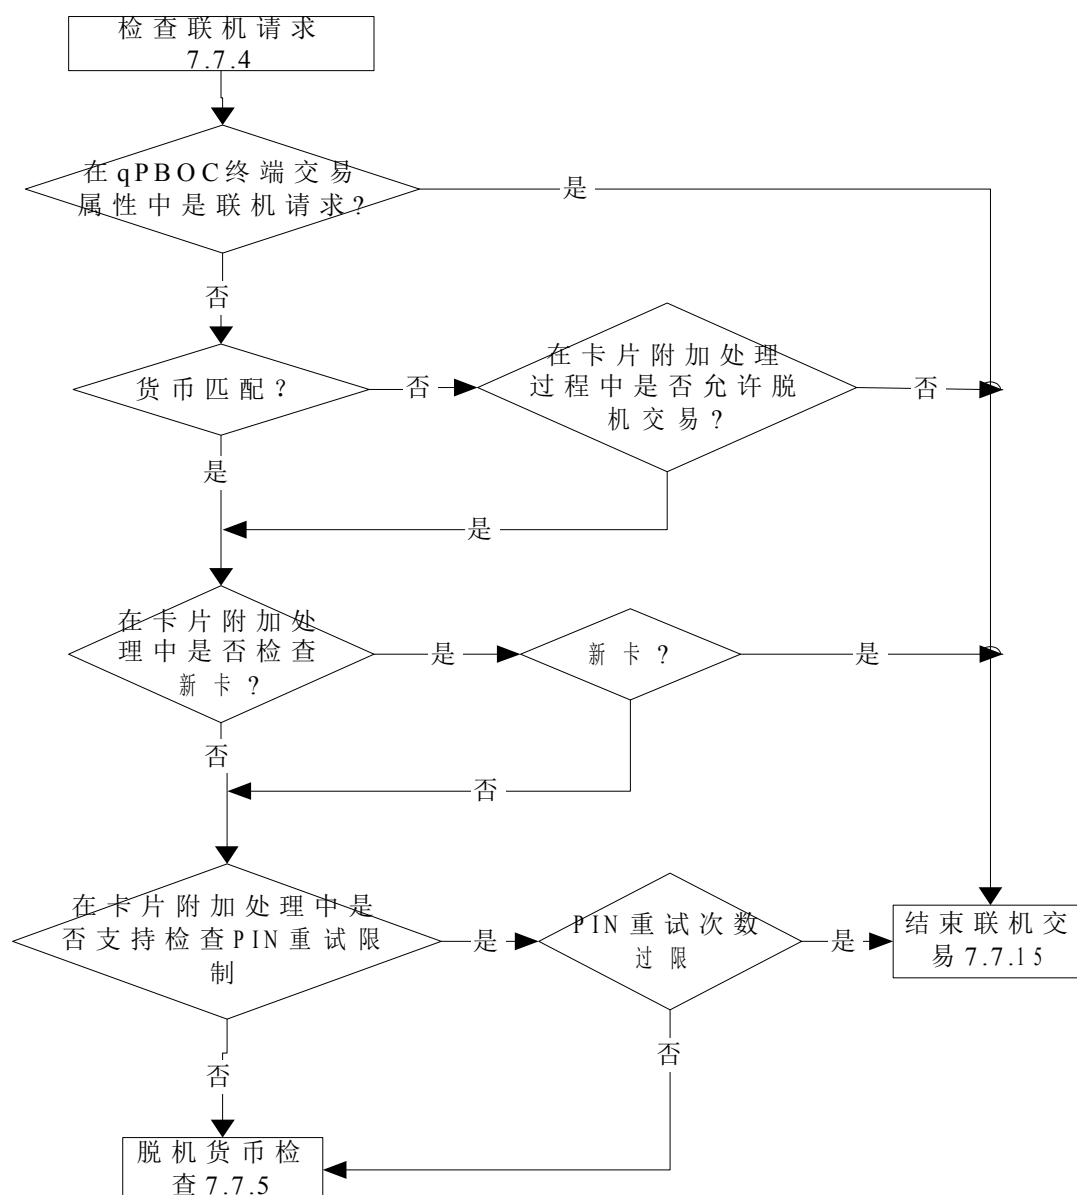 检查联机请求
7.7.4
在qPBOC终端交易
属性中是联机请求?
是
否
在卡片附加处理
过程中是否允许脱
机交易?
货币匹配?
否
否
是
是
在卡片附加处
理中是否检查
新卡?
是
新卡?
是
否
否
在卡片附加处理中是
否支持检查PIN重试限
制
是
PIN重试次数
过限
是
结束联机交
易7.7.15
否
否
脱机货币检
查7.7.5